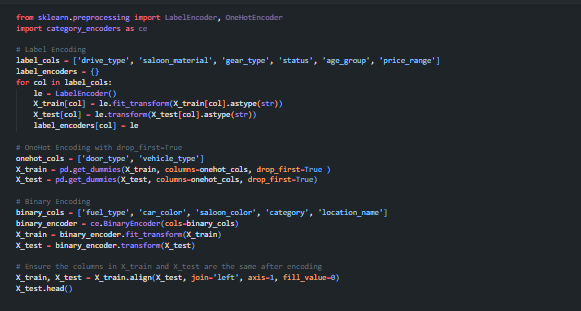 from sklearn.preprocessing import LabelEncoder, OneHotEncoder
import category_encoders as ce
# Label Encoding
label_cols = ['drive_type', 'saloon_material', 'gear_type', 'status', 'age_group', 'price_range']
label_encoders = {}
for col in label_cols:
    le = LabelEncoder()
    X_train[col] = le.fit_transform(X_train[col].astype(str))
    X_test[col] = le.transform(X_test[col].astype(str))
    label_encoders[col] = le
# OneHot Encoding with drop_first=True
onehot_cols = ['door_type', 'vehicle_type']
X_train = pd.get_dummies(X_train, columns=onehot_cols, drop_first=True )
X_test = pd.get_dummies(X_test, columns=onehot_cols, drop_first=True)
# Binary Encoding
binary_cols = ['fuel_type', 'car_color', 'saloon_color', 'category', 'location_name']
binary_encoder = ce.BinaryEncoder(cols=binary_cols)
X_train = binary_encoder.fit_transform(X_train)
X_test = binary_encoder.transform(X_test)
# Ensure the columns in X_train and X_test are the same after encoding
X_train, X_test = X_train.align(X_test, join='left', axis=1, fill_value=0)
X_test.head()